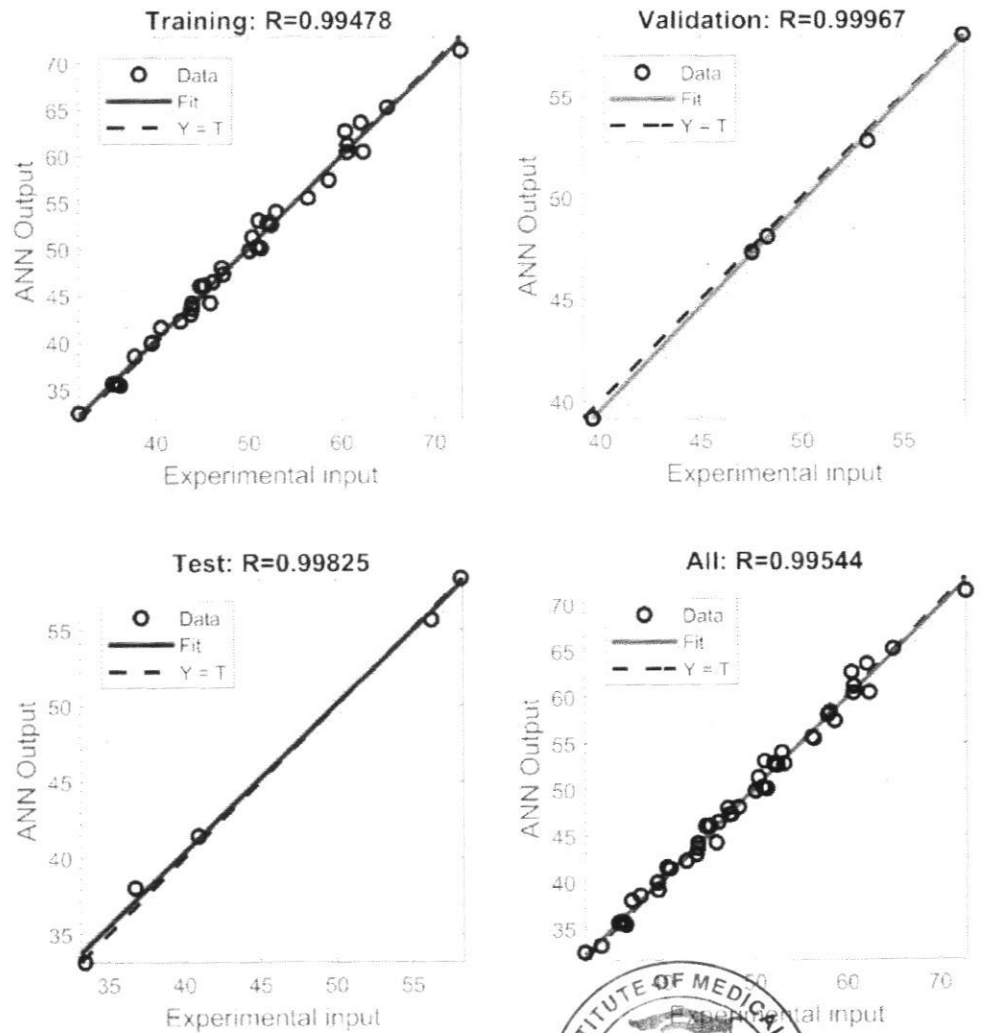 Training: R=0.99478
70
65
60
55
50
45
40
35
Data
Fit
Y = T
ANN Output
40
50
60
70
Experimental input
Validation: R=0.99967
55
50
45
40
Data
Fit
Y = T
ANN Output
40
45
50
55
Experimental input
Test: R=0.99825
55
50
45
40
35
Data
Fit
Y = T
ANN Output
35
40
45
50
55
Experimental input
All: R=0.99544
70
65
60
55
50
45
40
35
Data
Fit
Y = T
ANN Output
40
50
60
70
Experimental input
TITUTE OF MEDICA